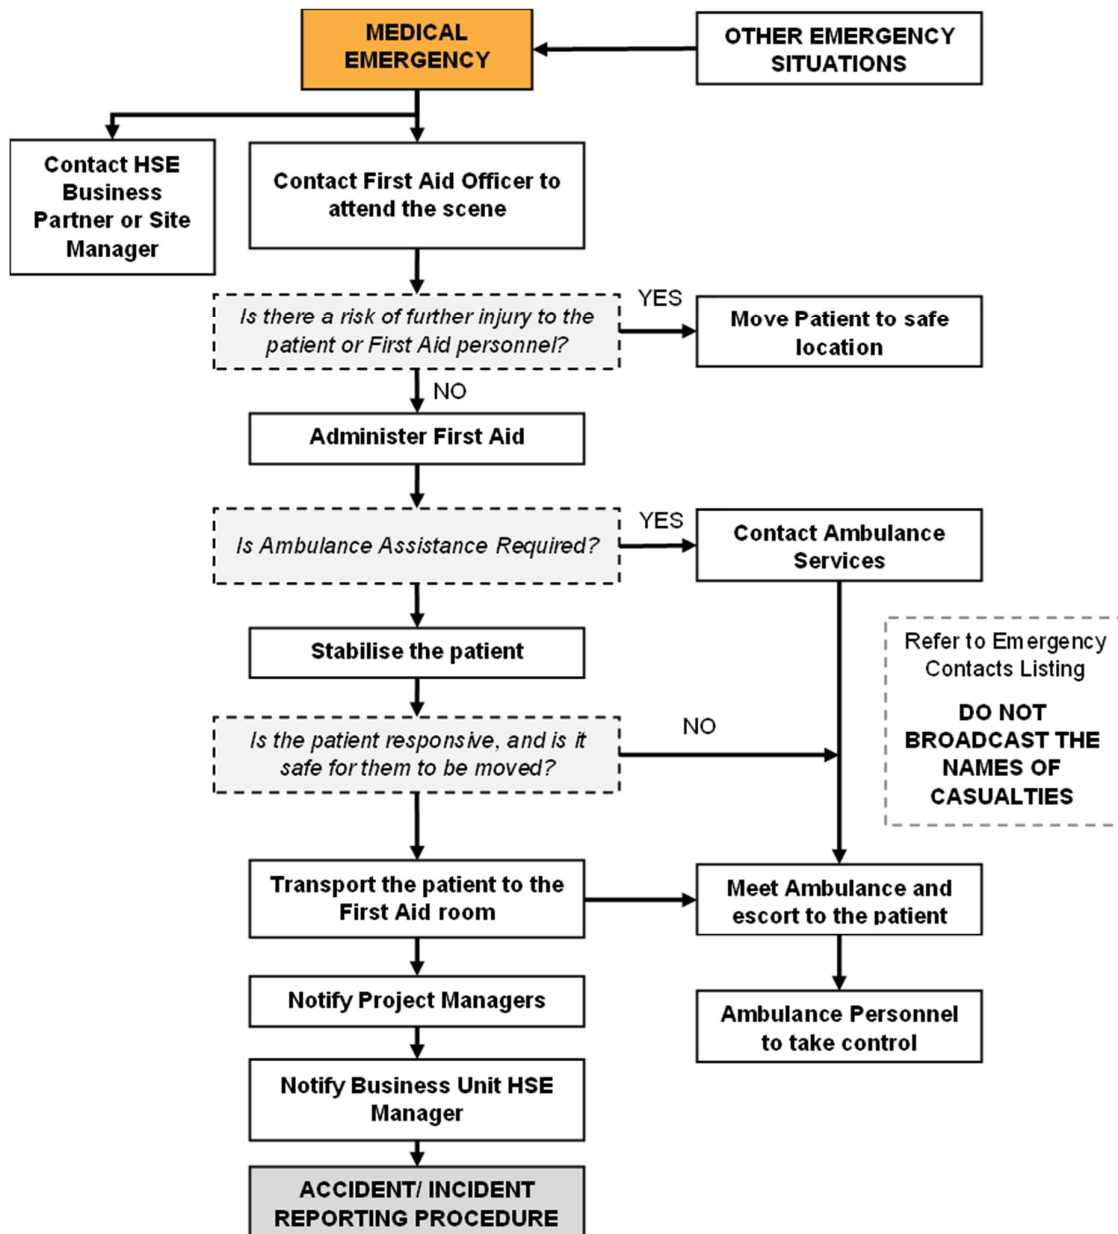 MEDICAL
EMERGENCY
OTHER EMERGENCY
SITUATIONS
Contact HSE
Business
Partner or Site
Manager
Contact First Aid Officer to
attend the scene
Is there a risk of further injury to the
patient or First Aid personnel?
YES
Move Patient to safe
location
NO
Administer First Aid
Is Ambulance Assistance Required?
YES
Contact Ambulance
Services
Stabilise the patient
Refer to Emergency
Contacts Listing
DO NOT
BROADCAST THE
NAMES OF
CASUALTIES
Is the patient responsive, and is it
safe for them to be moved?
NO
Transport the patient to the
First Aid room
Meet Ambulance and
escort to the patient
Notify Project Managers
Ambulance Personnel
to take control
Notify Business Unit HSE
Manager
ACCIDENT/ INCIDENT
REPORTING PROCEDURE